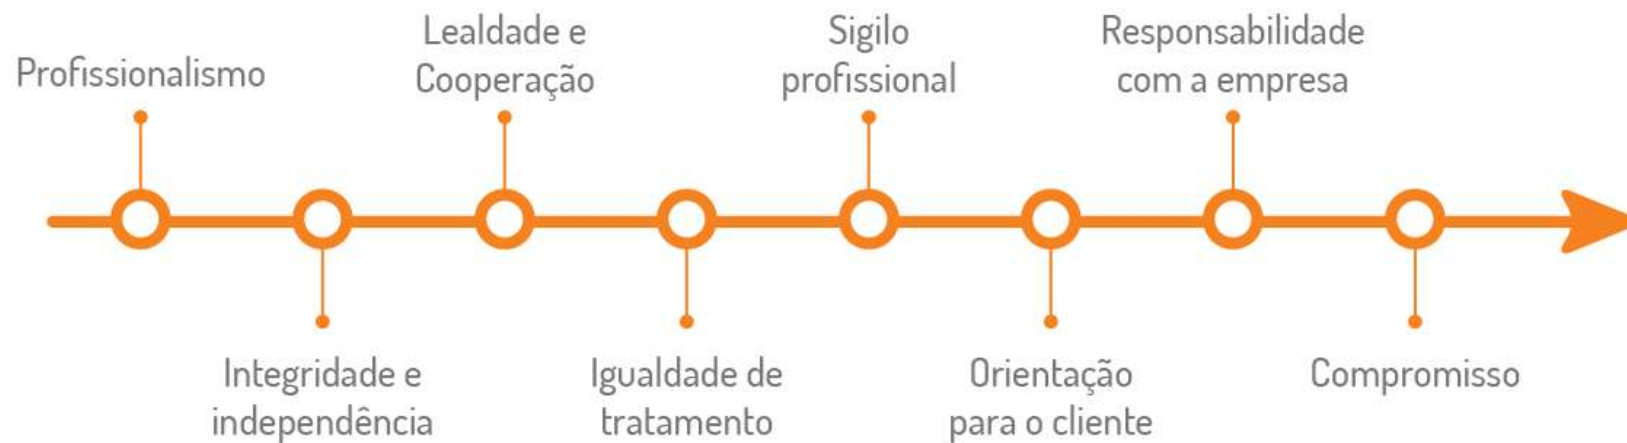 Profissionalismo
Integridade e
independência
Lealdade e
Cooperação
Igualdade de
tratamento
Sigilo
profissional
Orientação
para o cliente
Responsabilidade
com a empresa
Compromisso